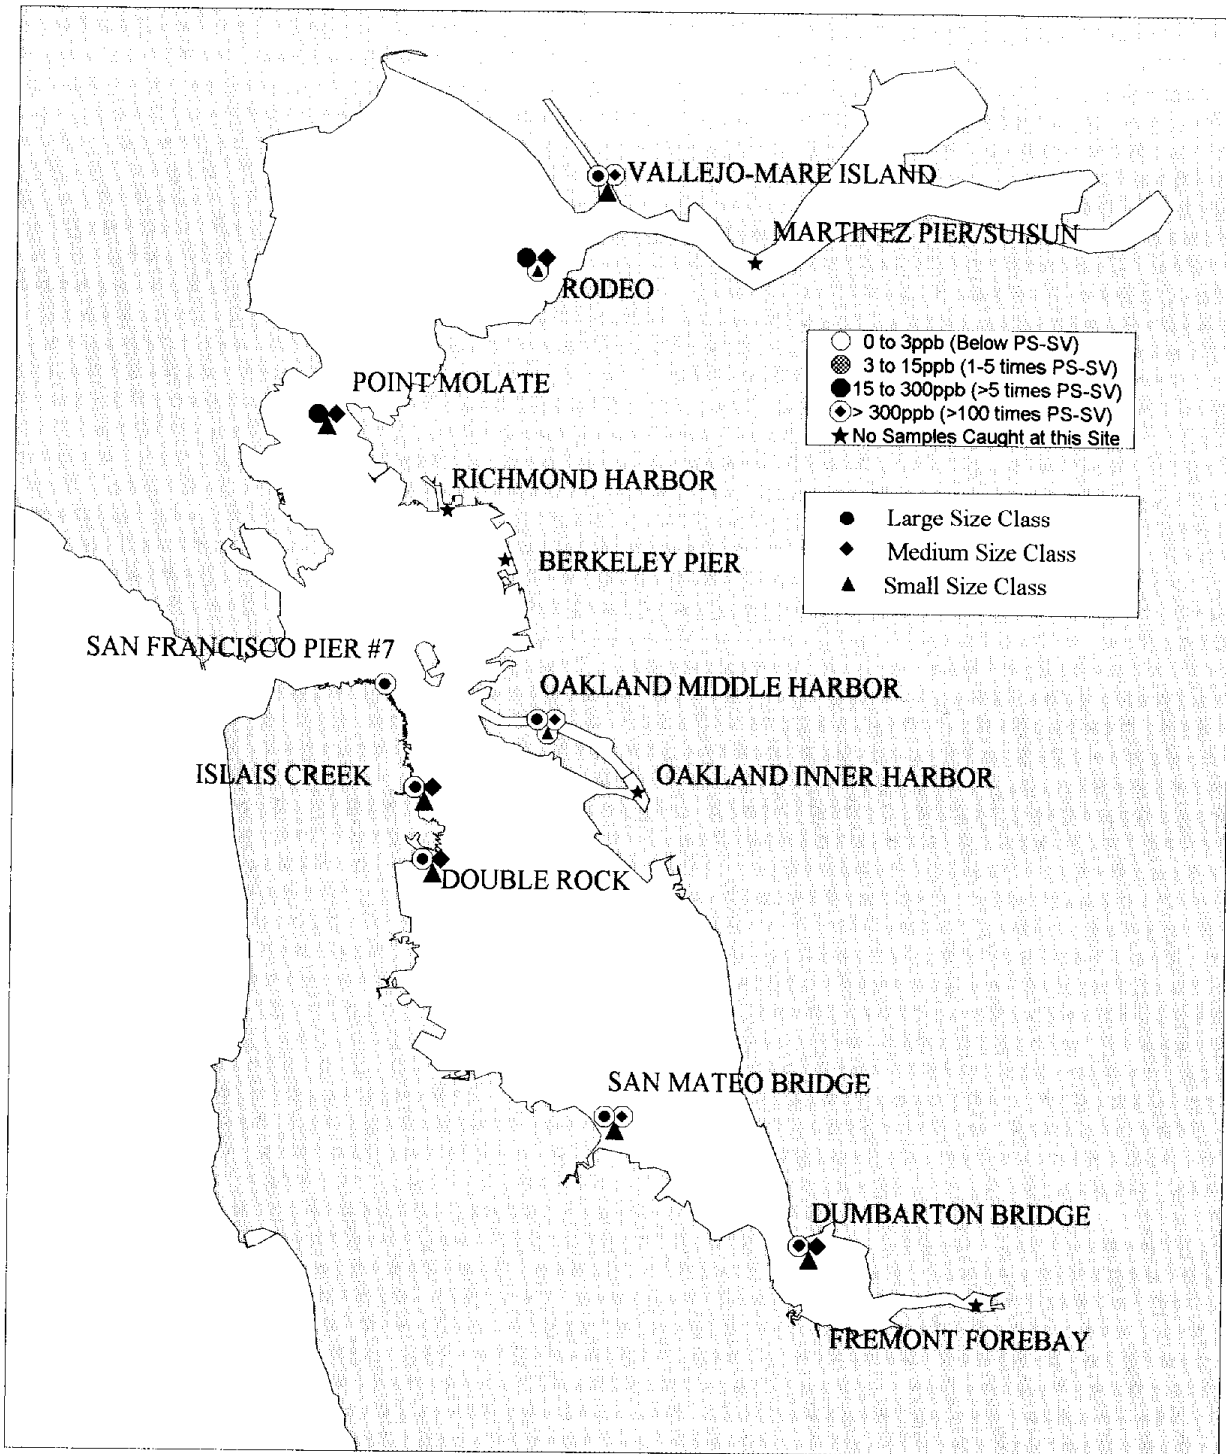 VALLEJO-MARE ISLAND
MARTINEZ PIER/SUISUN
RODEO
0 to 3ppb (Below PS-SV)
3 to 15ppb (1-5 times PS-SV)
15 to 300ppb (>5 times PS-SV)
> 300ppb (>100 times PS-SV)
No Samples Caught at this Site
POINT MOLATE
RICHMOND HARBOR
Large Size Class
Medium Size Class
Small Size Class
BERKELEY PIER
SAN FRANCISCO PIER #7
OAKLAND MIDDLE HARBOR
ISLAIS CREEK
OAKLAND INNER HARBOR
DOUBLE ROCK
SAN MATEO BRIDGE
DUMBARTON BRIDGE
FREMONT FOREBAY